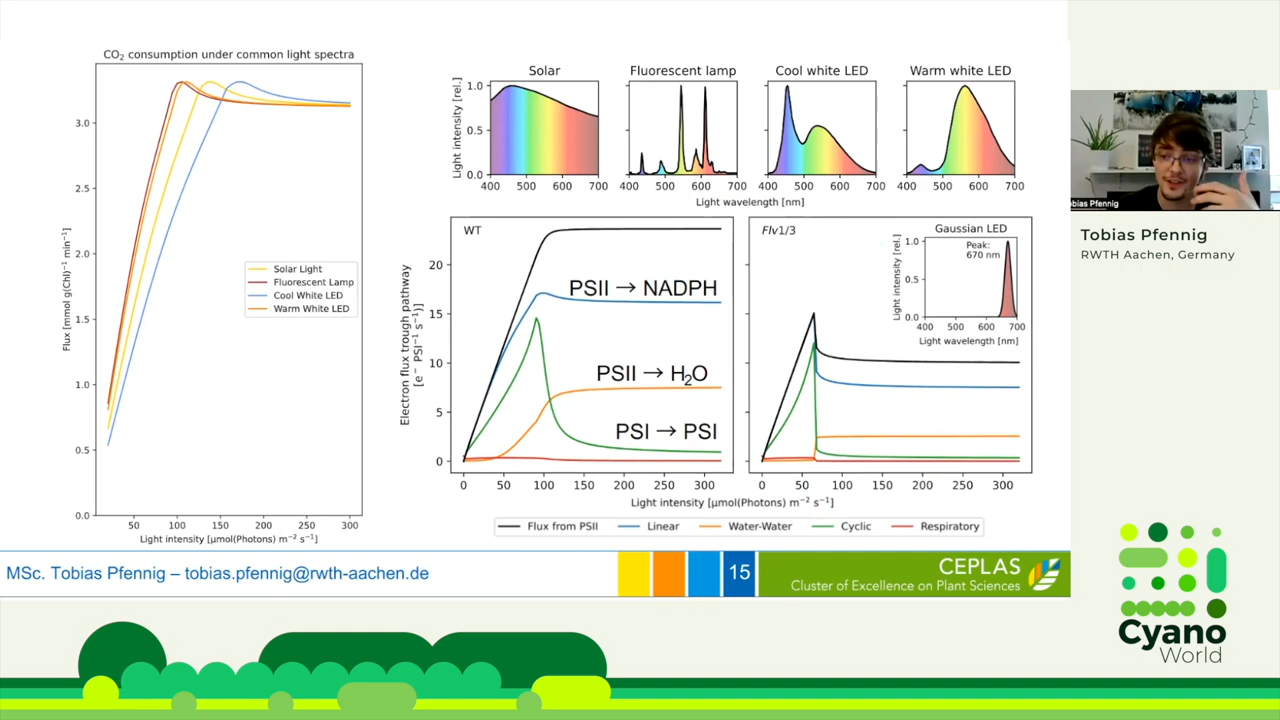 CO2 consumption under common light spectra
Flux [mmol g(Chl)−1 min−1]
3.0
2.5
2.0
1.5
1.0
0.5
0.0
Solar Light
Fluorescent Lamp
Cool White LED
Warm White LED
50 100 150 200 250 300
Light intensity [μmol(Photons) m−2 s−1]
Solar
Fluorescent lamp
Cool white LED
Warm white LED
Light intensity [rel.]
1.0
0.5
0.0
400 500 600 700
400 500 600 700
400 500 600 700
400 500 600 700
Light wavelength [nm]
WT
Electron flux trough pathway
[e− PSI−1 s−1)]
20
15
10
5
0
PSII → NADPH
PSII → H2O
PSI → PSI
0 50 100 150 200 250 300
Flv1/3
Gaussian LED
Peak:
670 nm
Light intensity [rel.]
1.0
0.5
0.0
400 500 600 700
Light wavelength [nm]
0 50 100 150 200 250 300
Light intensity [μmol(Photons) m−2 s−1]
Flux from PSII
Linear
Water-Water
Cyclic
Respiratory
MSc. Tobias Pfennig – tobias.pfennig@rwth-aachen.de
15
CEPLAS
Cluster of Excellence on Plant Sciences
Tobias Pfennig
Tobias Pfennig
RWTH Aachen, Germany
Cyano
World